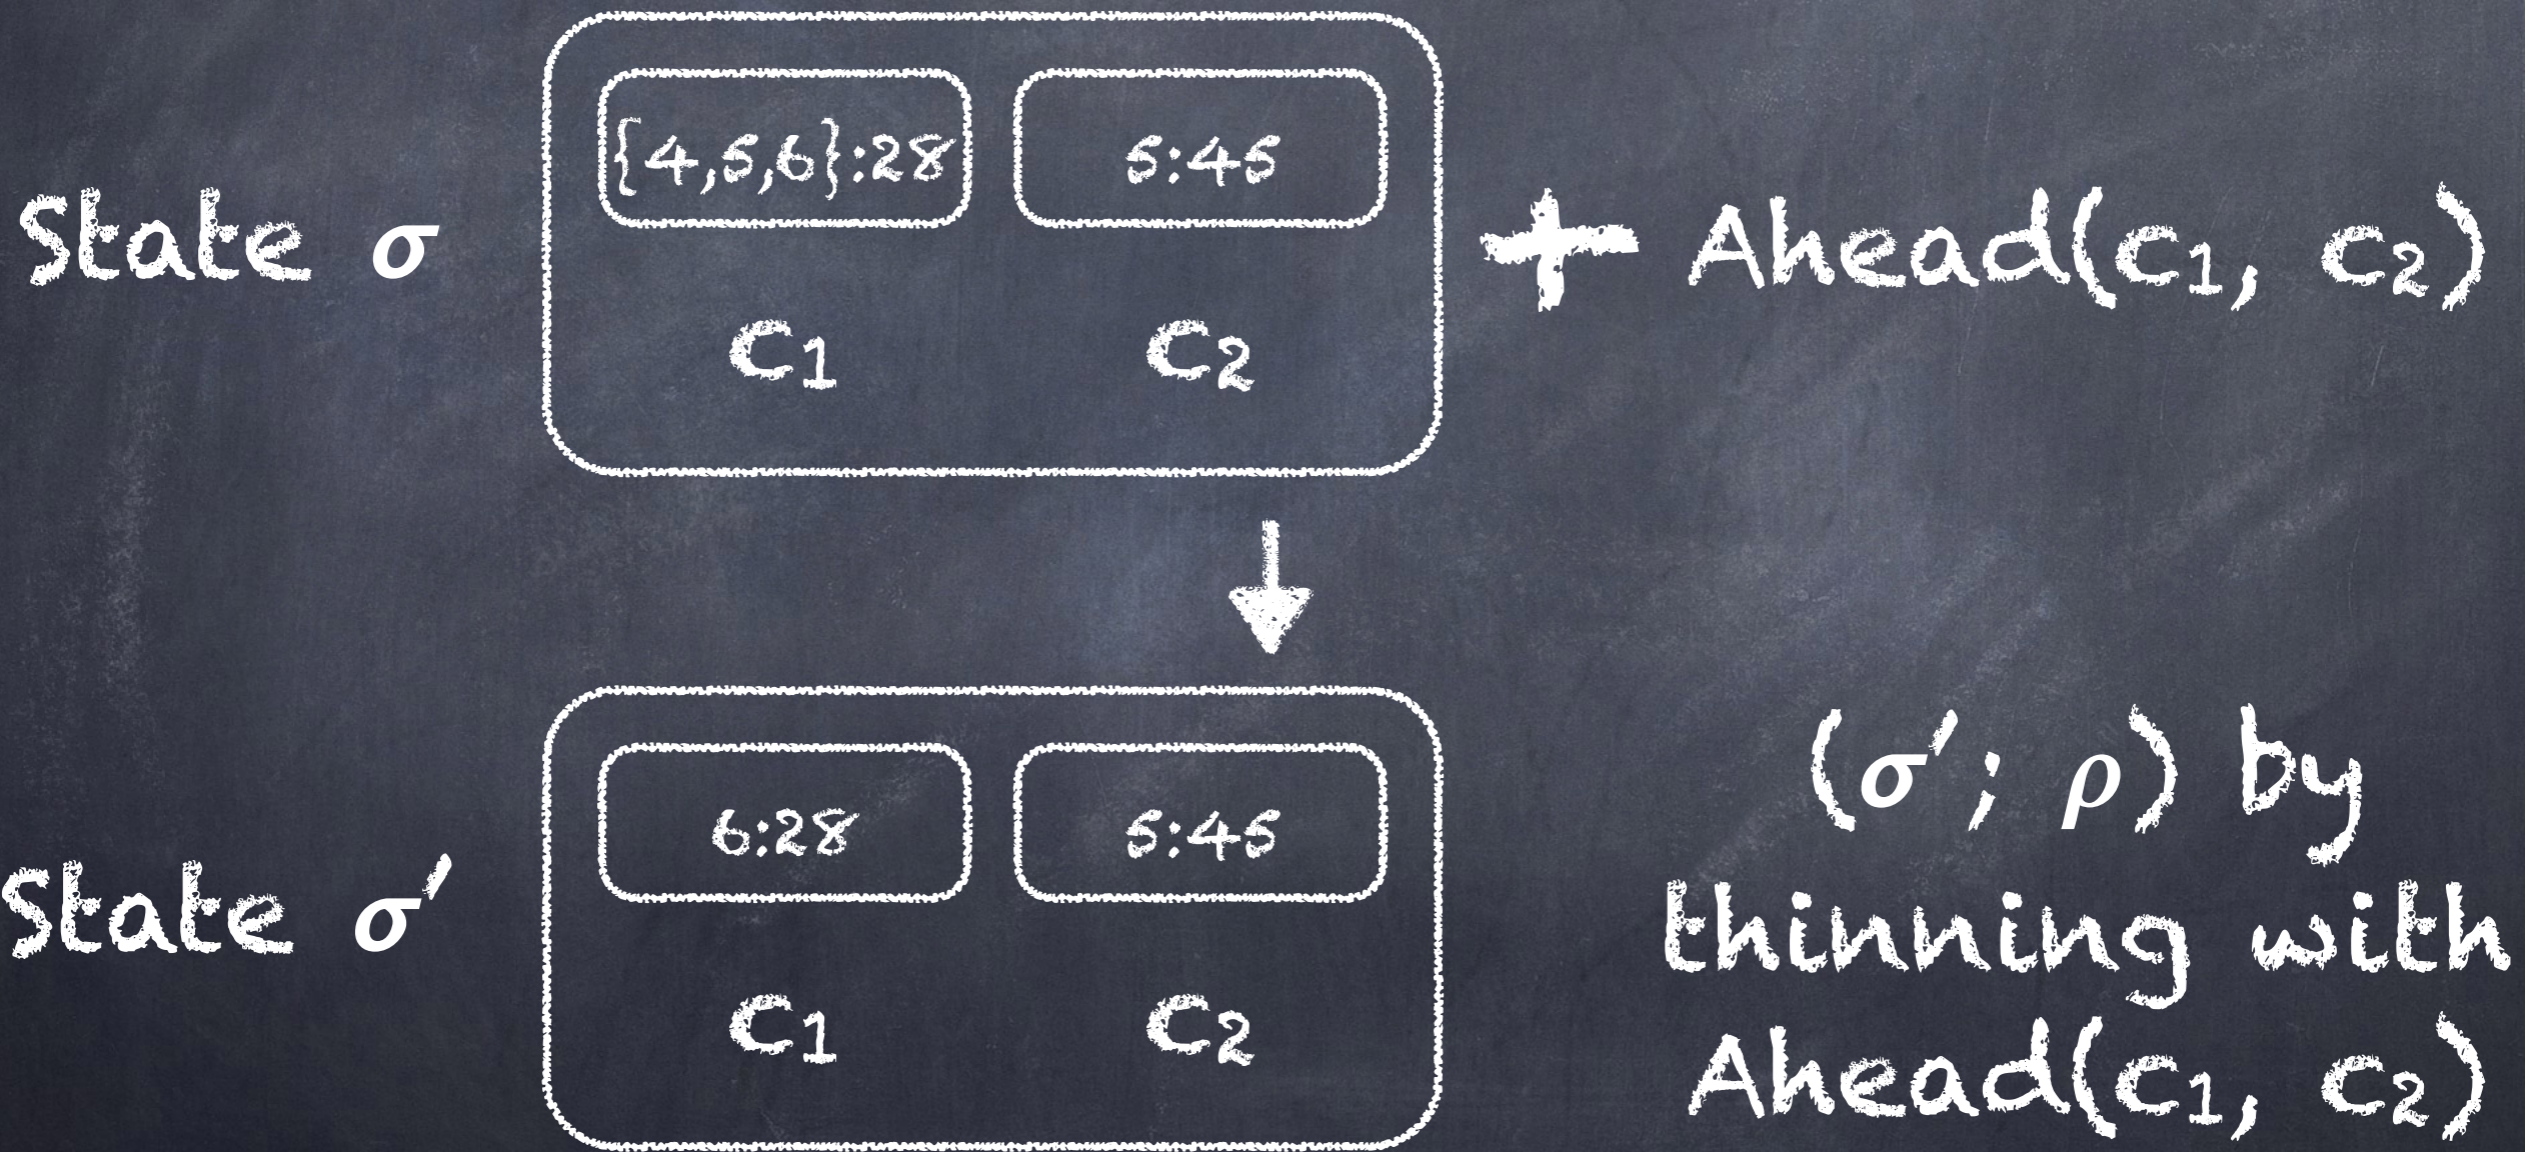 State σ
{4,5,6}:28 5:45
c₁ c₂
+ Ahead(c₁, c₂)
State σ′
6:28 5:45
c₁ c₂
(σ′; ρ) by
thinning with
Ahead(c₁, c₂)